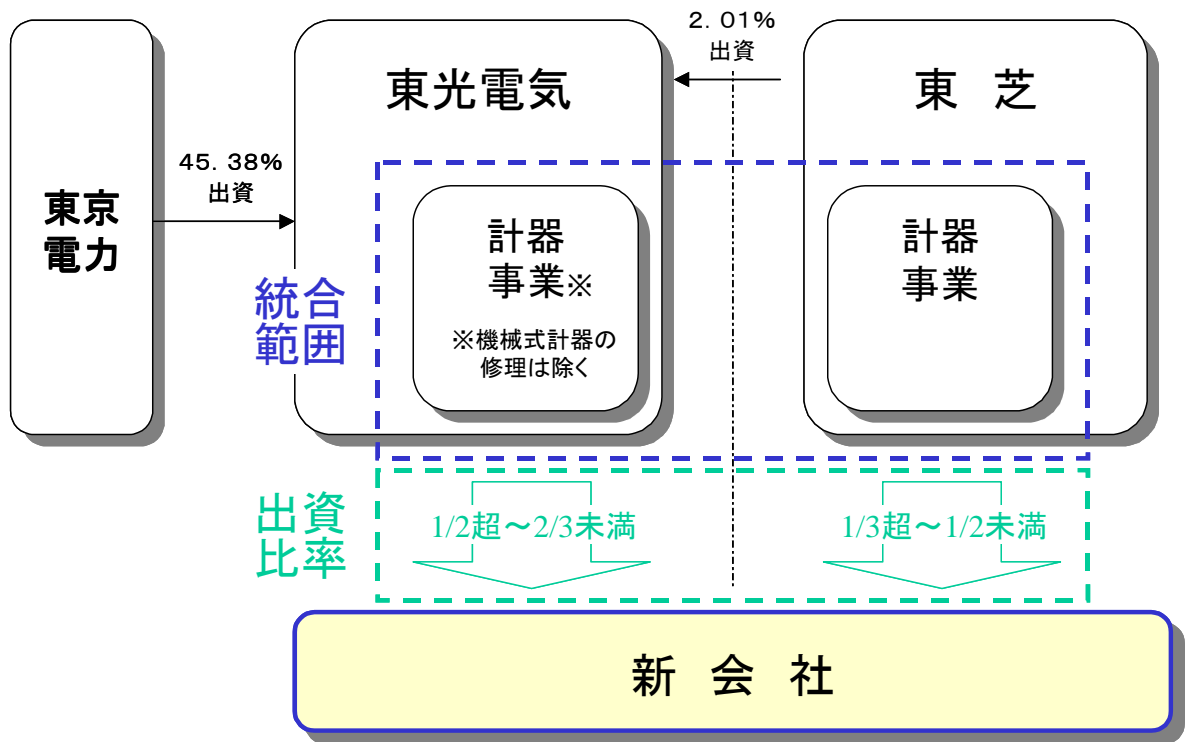 2. 01%
出資
東光電気
東 芝
45. 38%
出資
東京
電力
計器
事業※
※機械式計器の
修理は除く
計器
事業
統合
範囲
出資
比率
1/2超～2/3未満
1/3超～1/2未満
新 会 社